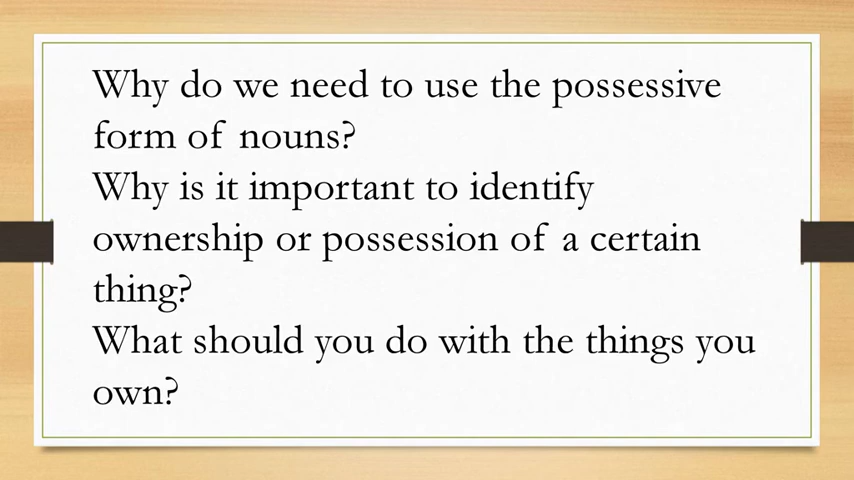 Why do we need to use the possessive
form of nouns?
Why is it important to identify
ownership or possession of a certain
thing?
What should you do with the things you
own?